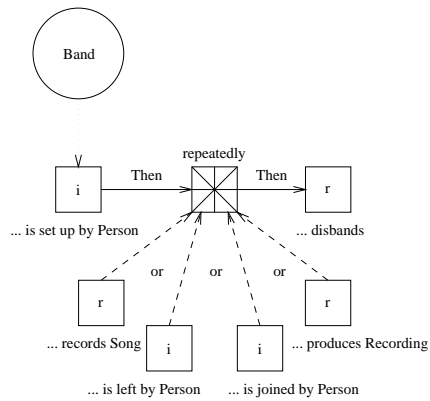 Band
repeatedly
i
Then
Then
r
... is set up by Person
... disbands
or
or
or
r
r
... records Song
i
i
... produces Recording
... is left by Person
... is joined by Person